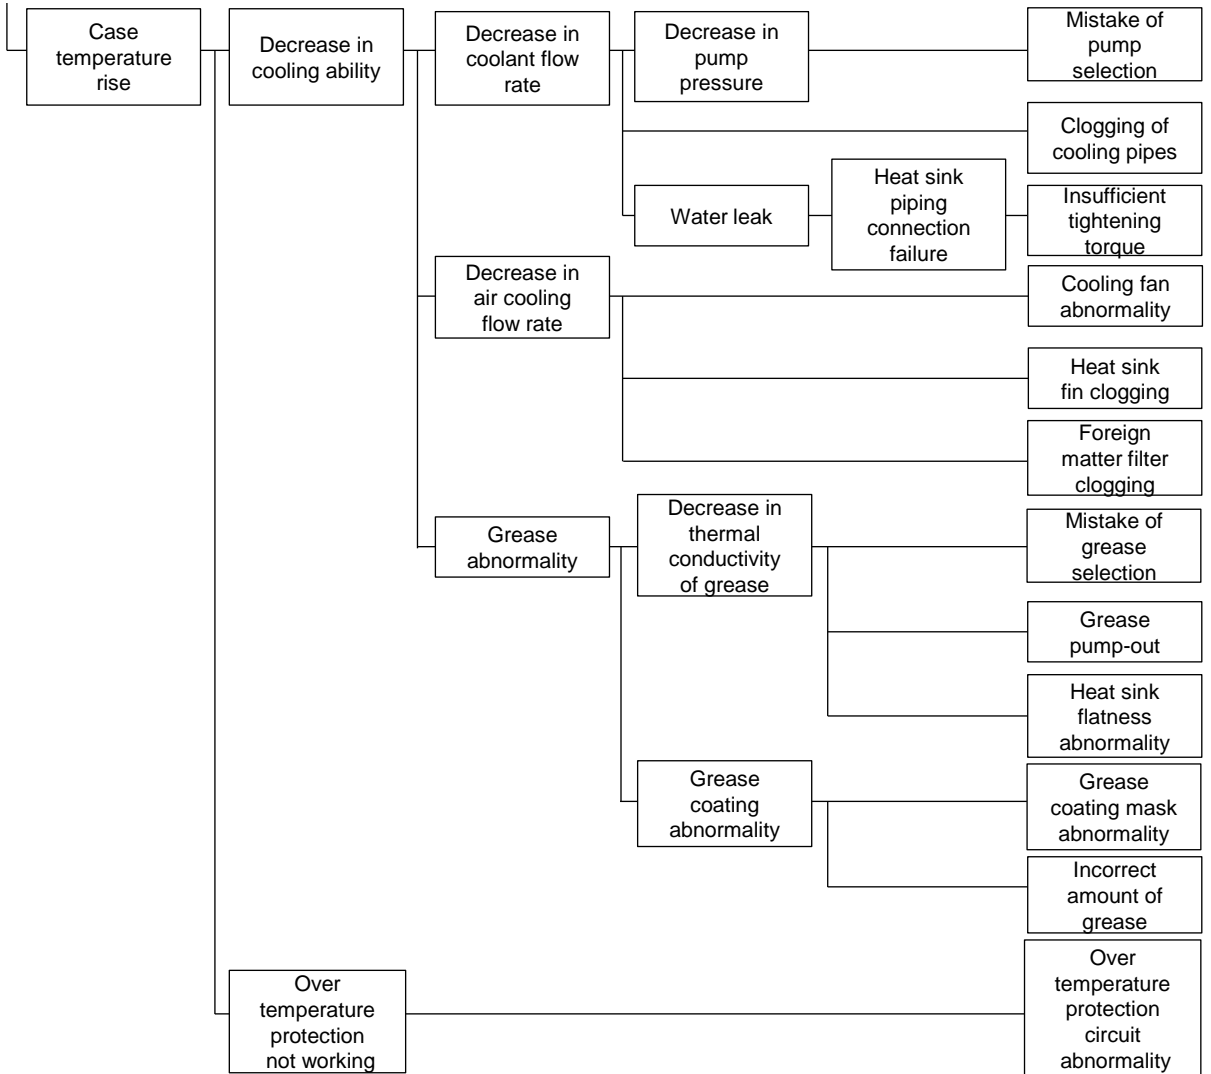 Case
temperature
rise
Decrease in
cooling ability
Decrease in
coolant flow
rate
Decrease in
pump
pressure
Mistake of
pump
selection
Clogging of
cooling pipes
Water leak
Heat sink
piping
connection
failure
Insufficient
tightening
torque
Decrease in
air cooling
flow rate
Cooling fan
abnormality
Heat sink
fin clogging
Foreign
matter filter
clogging
Grease
abnormality
Decrease in
thermal
conductivity
of grease
Mistake of
grease
selection
Grease
pump-out
Heat sink
flatness
abnormality
Grease
coating
abnormality
Grease
coating mask
abnormality
Incorrect
amount of
grease
Over
temperature
protection
not working
Over
temperature
protection
circuit
abnormality